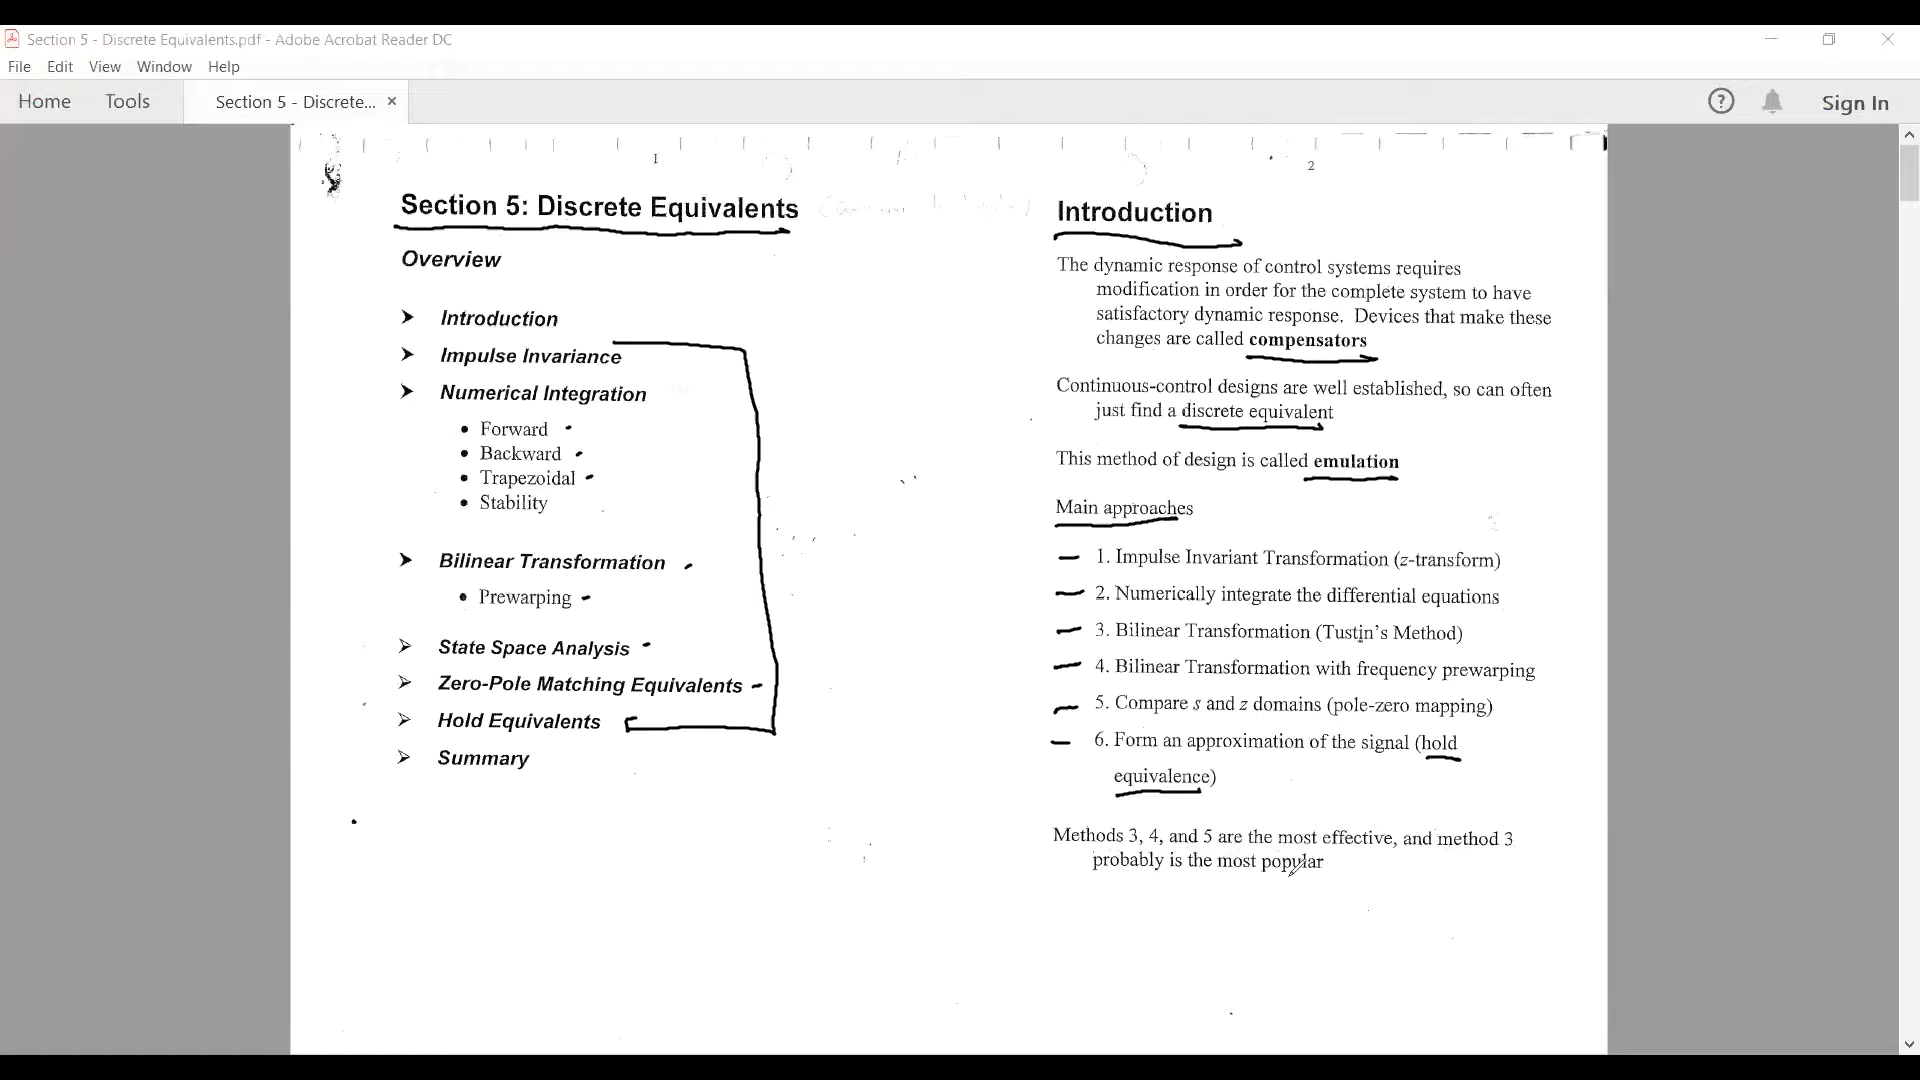 Section 5 - Discrete Equivalents.pdf - Adobe Acrobat Reader DC
File Edit View Window Help
Home Tools Section 5 - Discrete... × ? Sign In
1
Section 5: Discrete Equivalents
Overview
➢ Introduction
➢ Impulse Invariance
➢ Numerical Integration
• Forward
• Backward
• Trapezoidal
• Stability
➢ Bilinear Transformation
• Prewarping
➢ State Space Analysis
➢ Zero-Pole Matching Equivalents
➢ Hold Equivalents
➢ Summary
2
Introduction
The dynamic response of control systems requires
modification in order for the complete system to have
satisfactory dynamic response. Devices that make these
changes are called compensators
Continuous-control designs are well established, so can often
just find a discrete equivalent
This method of design is called emulation
Main approaches
1. Impulse Invariant Transformation (z-transform)
2. Numerically integrate the differential equations
3. Bilinear Transformation (Tustin's Method)
4. Bilinear Transformation with frequency prewarping
5. Compare s and z domains (pole-zero mapping)
6. Form an approximation of the signal (hold
equivalence)
Methods 3, 4, and 5 are the most effective, and method 3
probably is the most popular